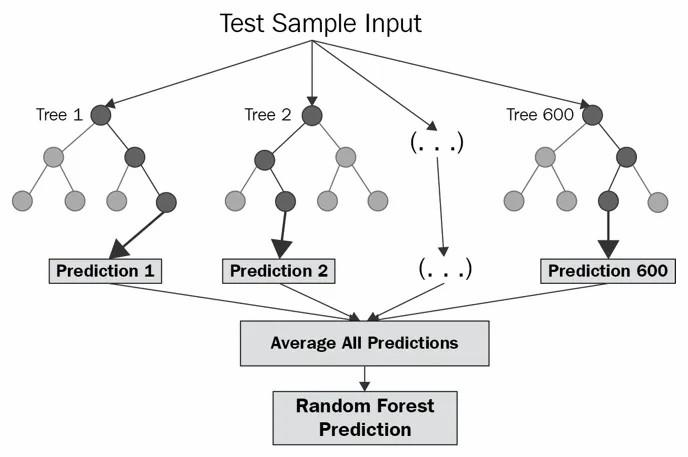 Test Sample Input
Tree 1
Tree 2
(. . .)
Tree 600
Prediction 1
Prediction 2
(. . .)
Prediction 600
Average All Predictions
Random Forest
Prediction